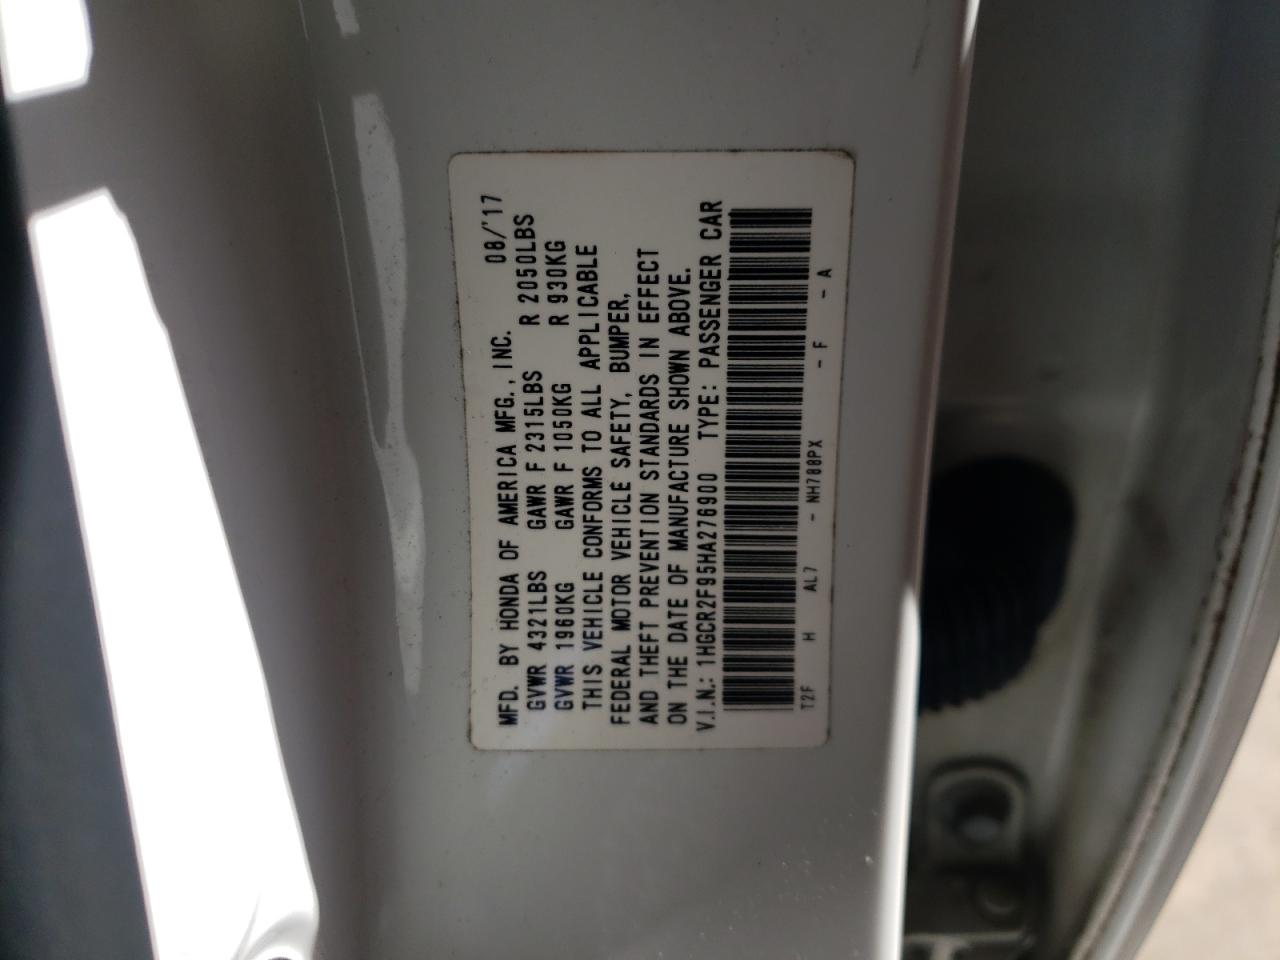 MFD. BY HONDA OF AMERICA MFG., INC. 08/'17
GVWR 4321LBS GAWR F 2315LBS R 2050LBS
GVWR 1960KG GAWR F 1050KG R 930KG
THIS VEHICLE CONFORMS TO ALL APPLICABLE
FEDERAL MOTOR VEHICLE SAFETY, BUMPER,
AND THEFT PREVENTION STANDARDS IN EFFECT
ON THE DATE OF MANUFACTURE SHOWN ABOVE.
V.I.N.: 1HGCR2F95HA276900 TYPE: PASSENGER CAR
T2F H AL7 - NH788PX - F - A